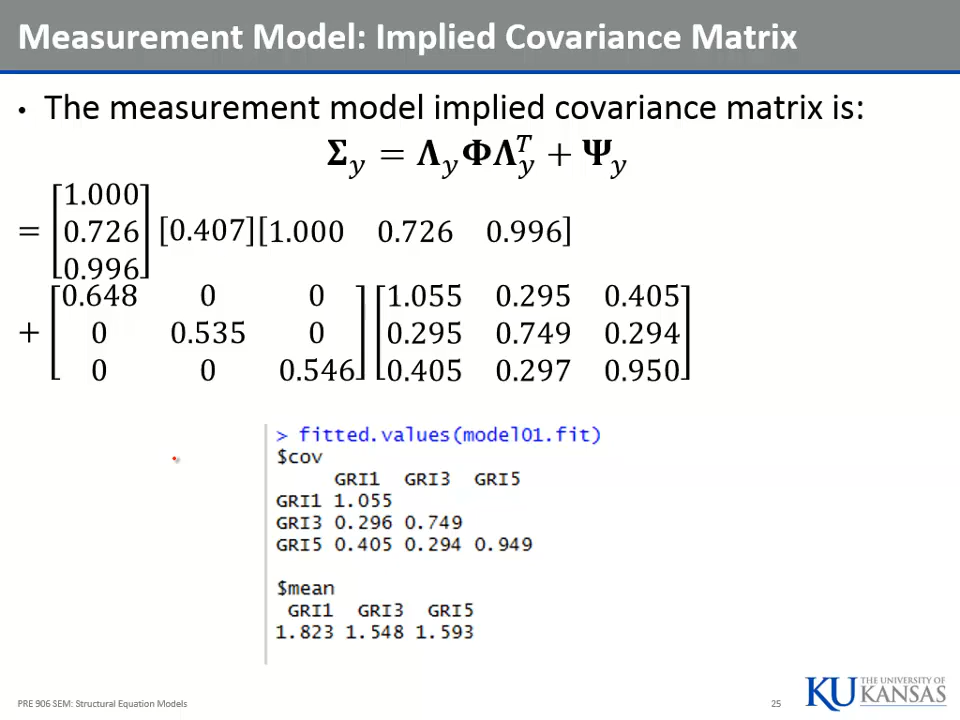 Measurement Model: Implied Covariance Matrix
• The measurement model implied covariance matrix is:
𝚺_y = 𝚲_y𝚽𝚲_y^T + 𝚿_y
1.000
= 0.726 [0.407][1.000 0.726 0.996]
0.996
0.648 0 0 1.055 0.295 0.405
+ 0 0.535 0 0.295 0.749 0.294
0 0 0.546 0.405 0.297 0.950
> fitted.values(model01.fit)
$cov
GRI1 GRI3 GRI5
GRI1 1.055
GRI3 0.296 0.749
GRI5 0.405 0.294 0.949
$mean
GRI1 GRI3 GRI5
1.823 1.548 1.593
PRE 906 SEM: Structural Equation Models
25
KU THE UNIVERSITY OF
KANSAS